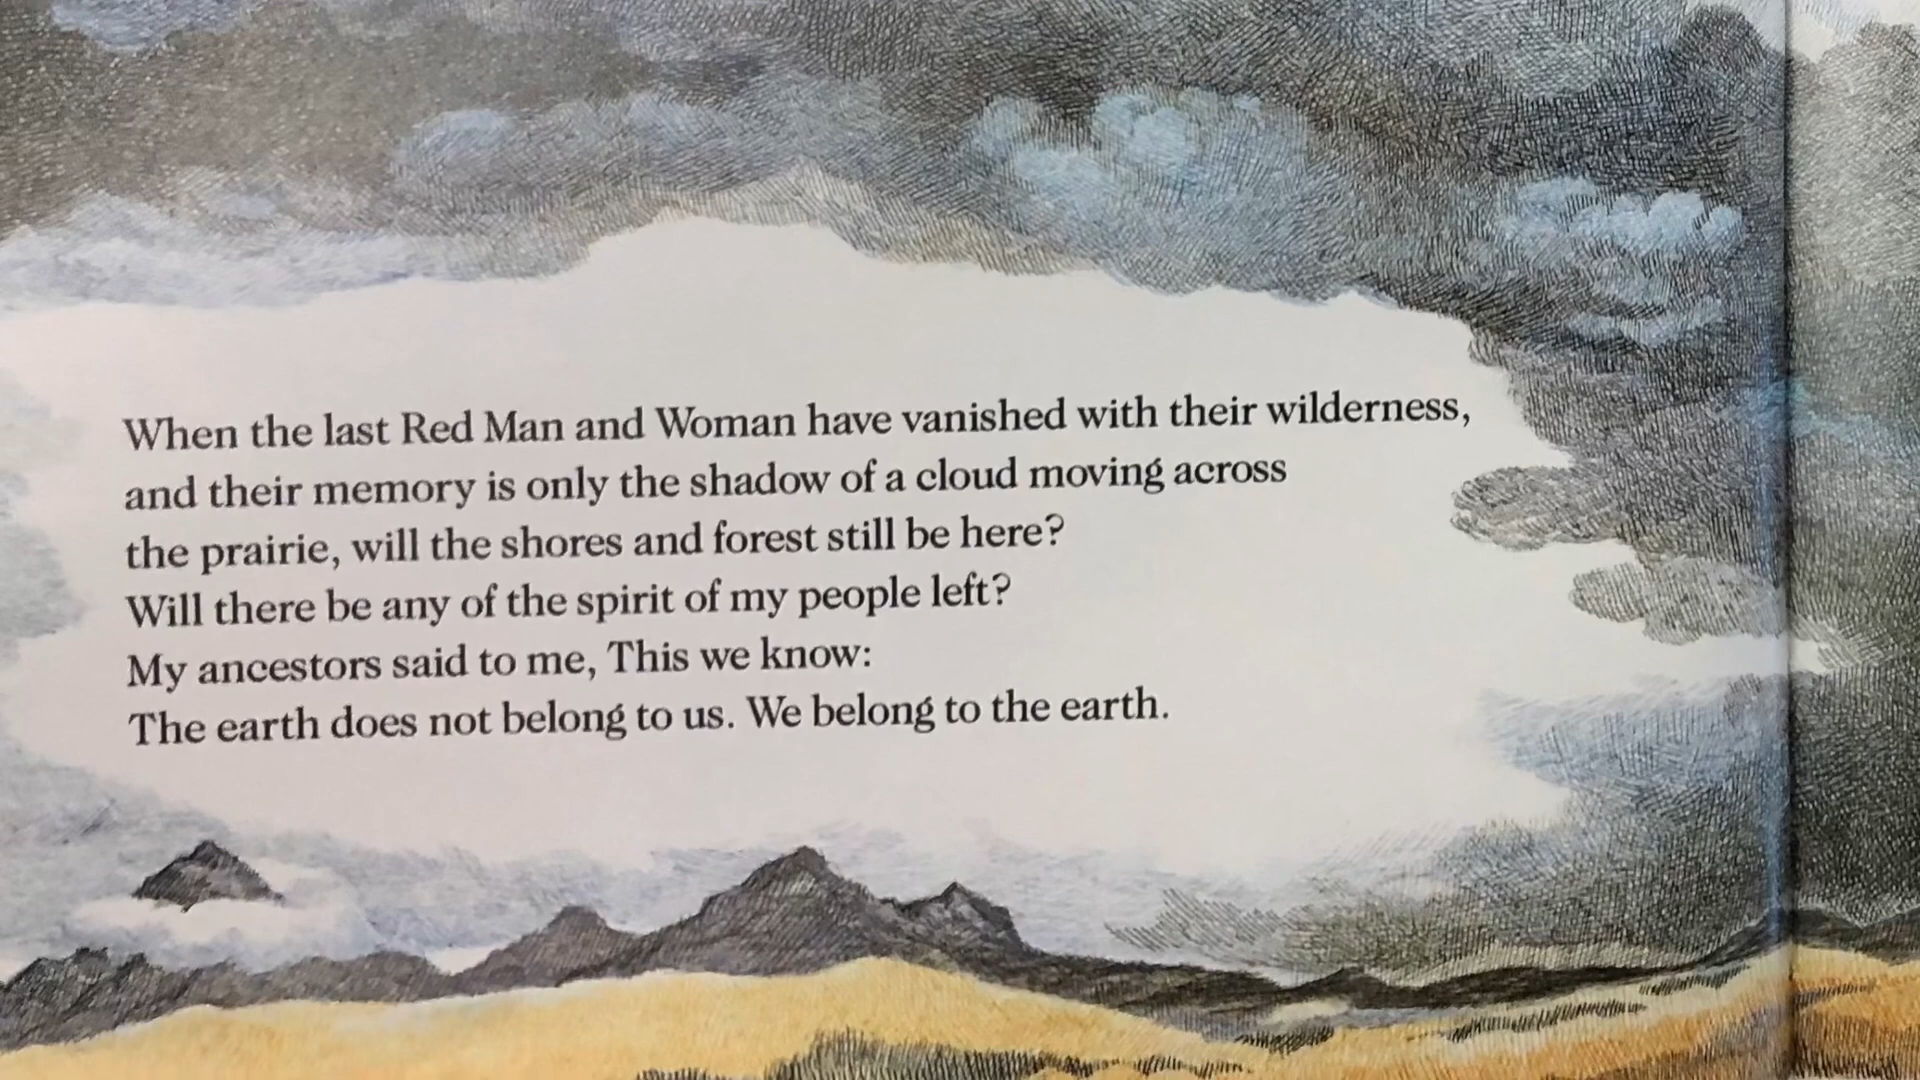 When the last Red Man and Woman have vanished with their wilderness,
and their memory is only the shadow of a cloud moving across
the prairie, will the shores and forest still be here?
Will there be any of the spirit of my people left?
My ancestors said to me, This we know:
The earth does not belong to us. We belong to the earth.